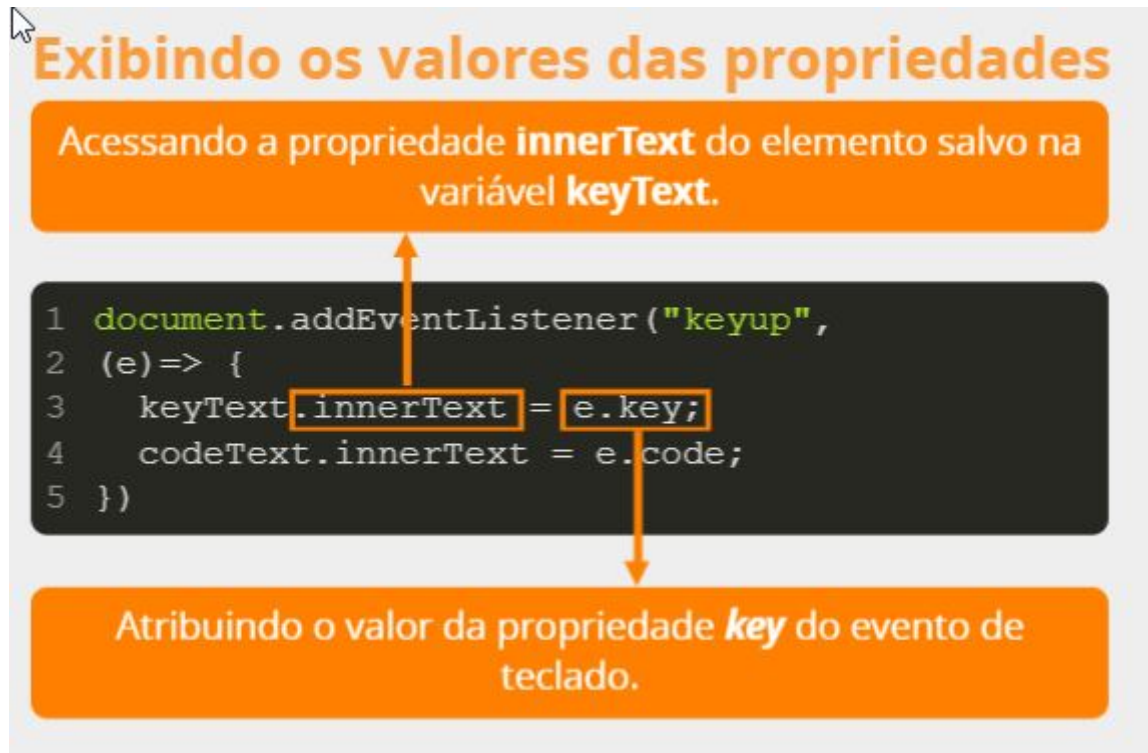 Exibindo os valores das propriedades
Acessando a propriedade innerText do elemento salvo na
variável keyText.
1 document.addEventListener("keyup",
2 (e)=> {
3   keyText.innerText = e.key;
4   codeText.innerText = e.code;
5 })
Atribuindo o valor da propriedade key do evento de
teclado.